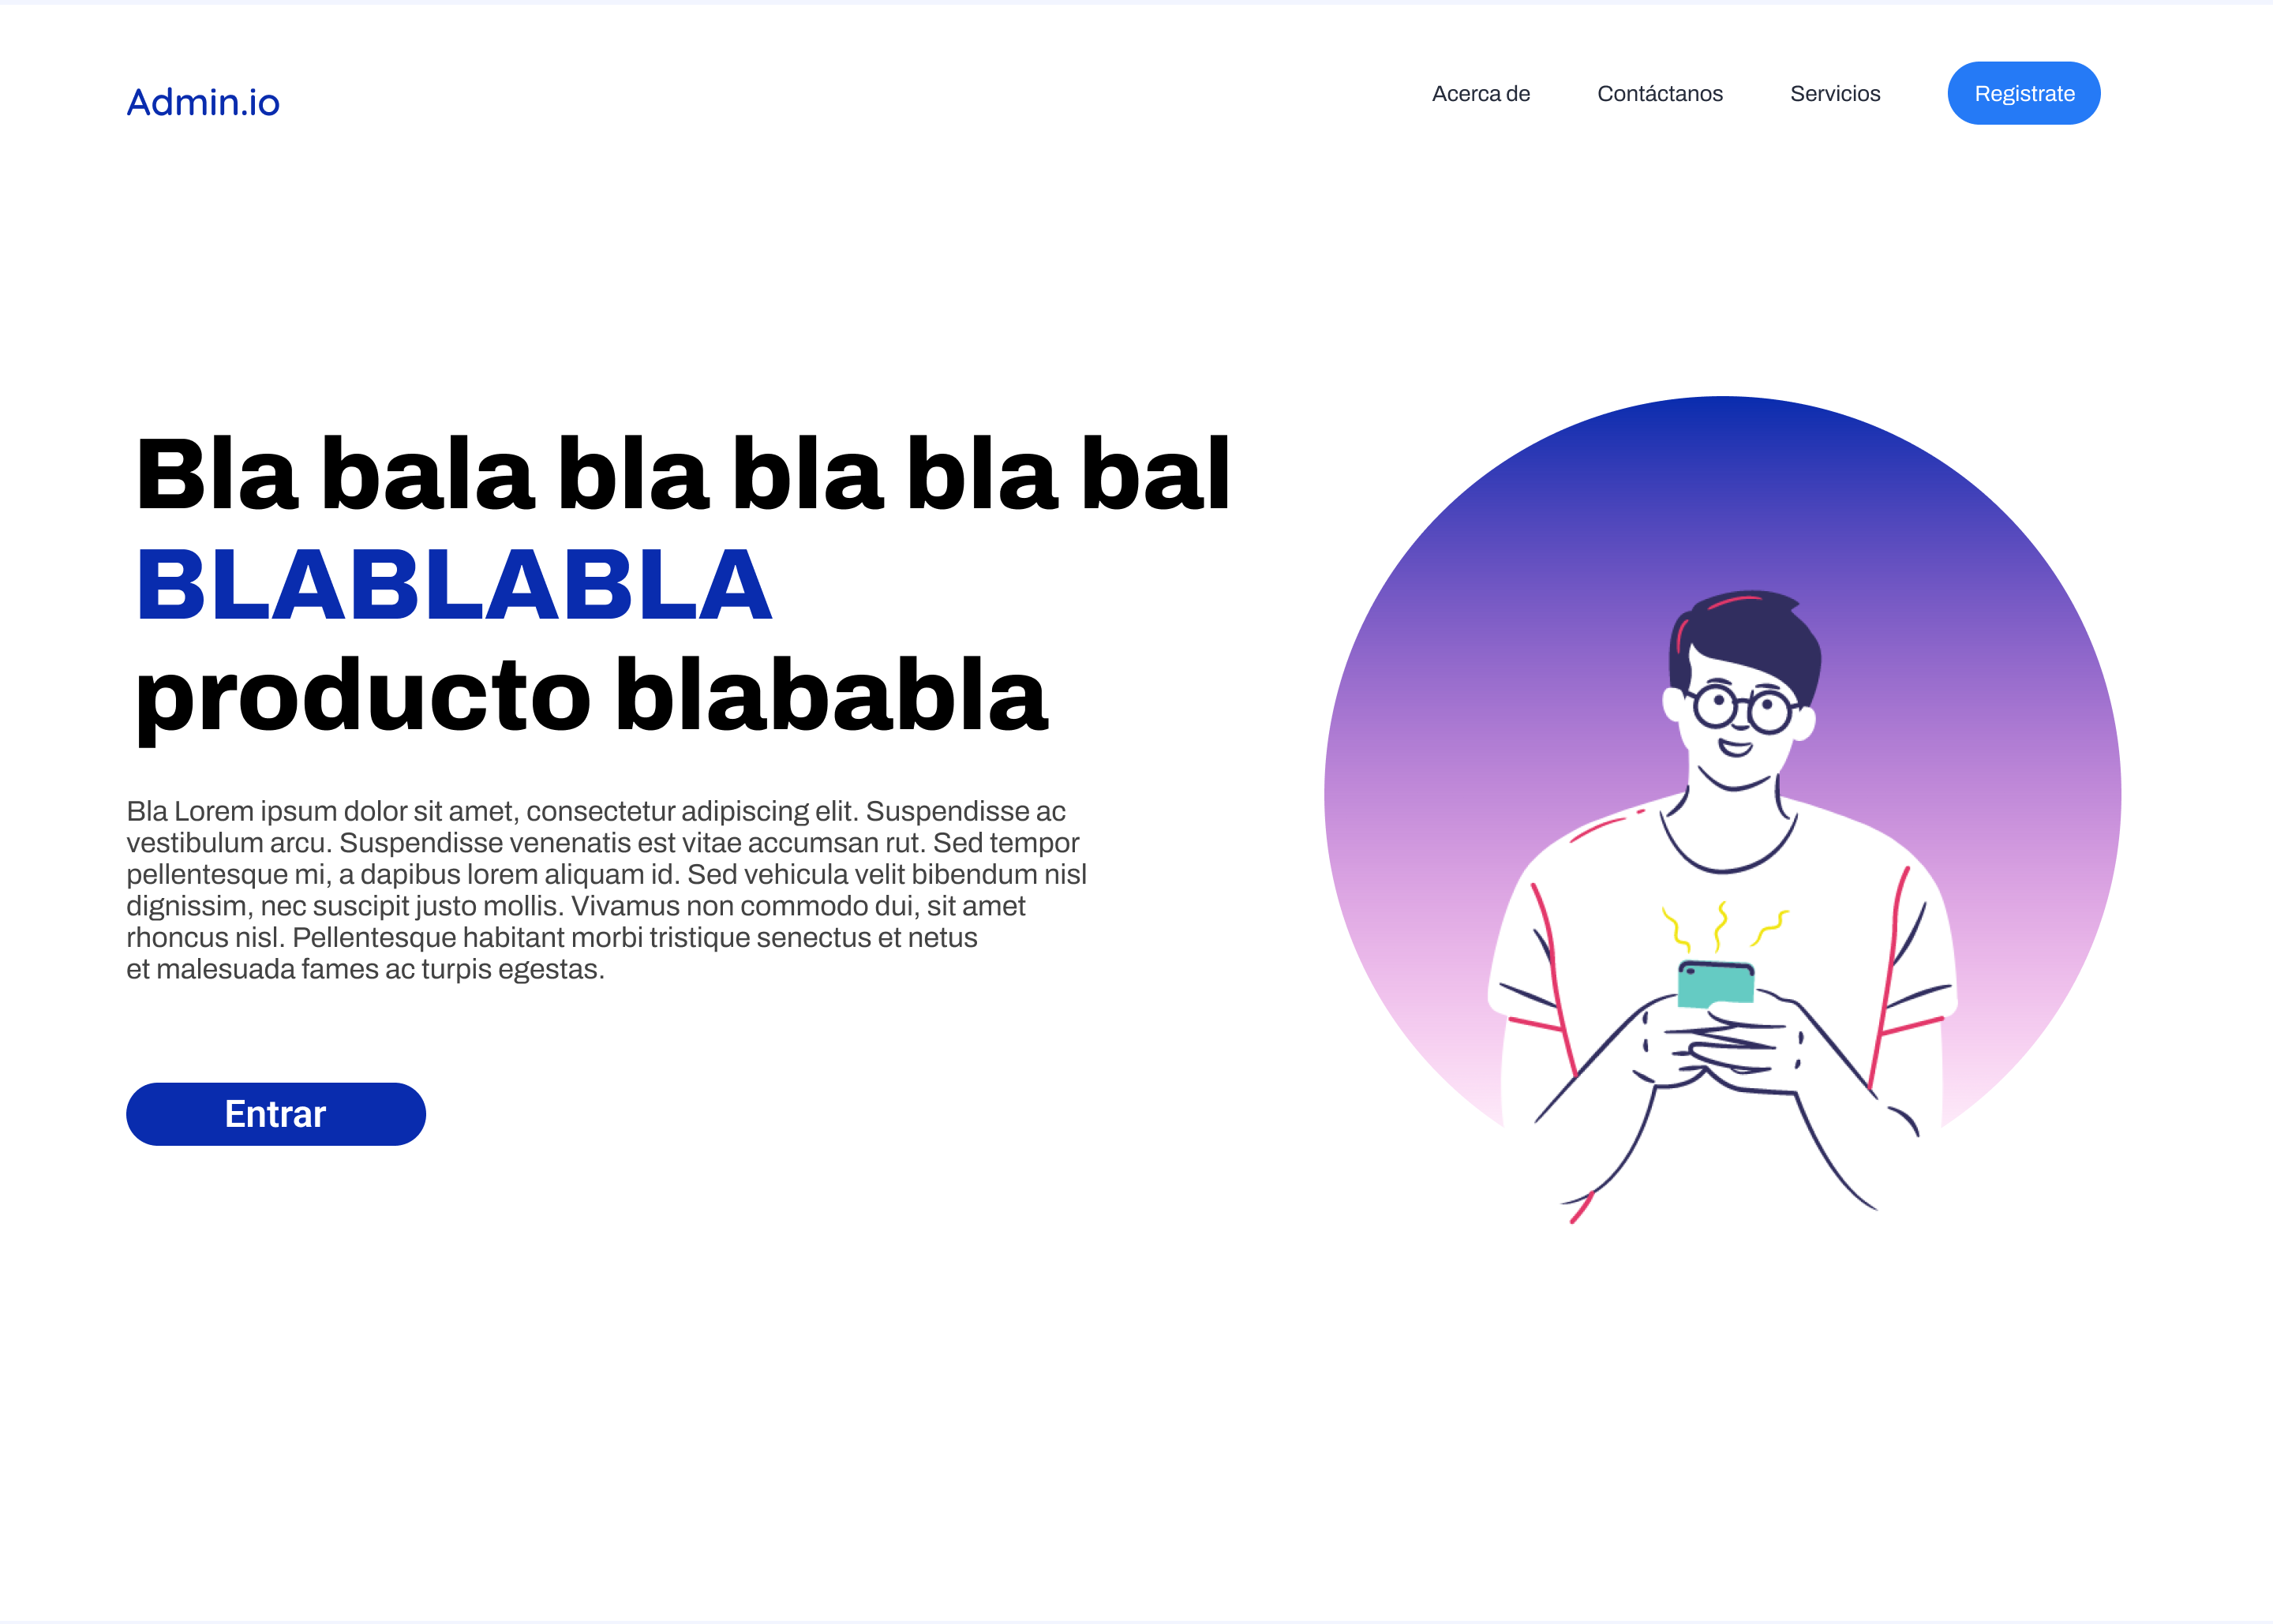 Admin.io
Acerca de
Contáctanos
Servicios
Registrate
Bla bala bla bla bla bal
BLABLABLA
producto blababla
Bla Lorem ipsum dolor sit amet, consectetur adipiscing elit. Suspendisse ac
vestibulum arcu. Suspendisse venenatis est vitae accumsan rut. Sed tempor
pellentesque mi, a dapibus lorem aliquam id. Sed vehicula velit bibendum nisl
dignissim, nec suscipit justo mollis. Vivamus non commodo dui, sit amet
rhoncus nisl. Pellentesque habitant morbi tristique senectus et netus
et malesuada fames ac turpis egestas.
Entrar